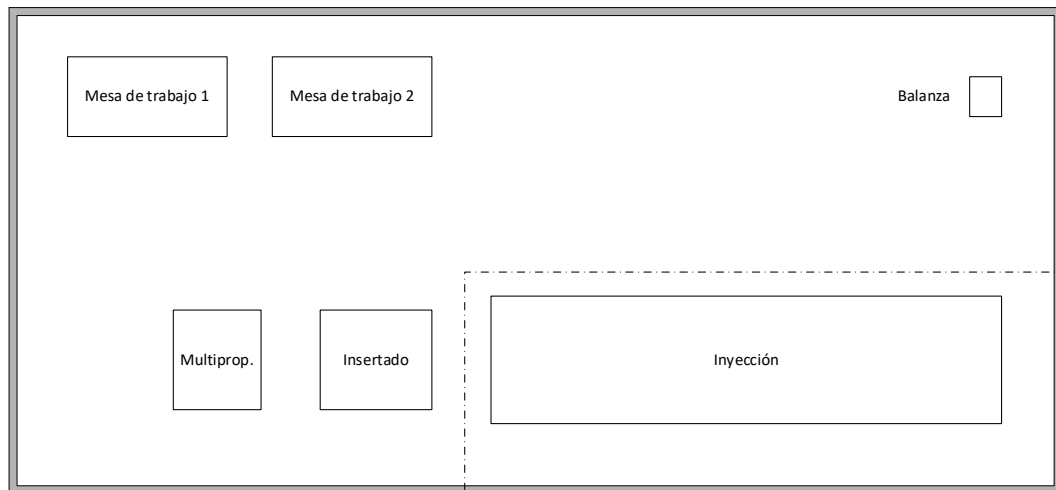 Mesa de trabajo 1
Mesa de trabajo 2
Balanza
Multiprop.
Insertado
Inyección